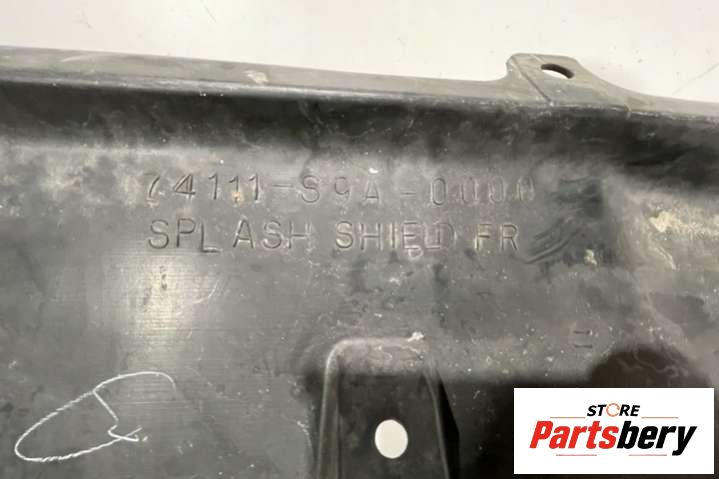 74111-S9A-0000
SPLASH SHIELD FR
STORE
Partsbery